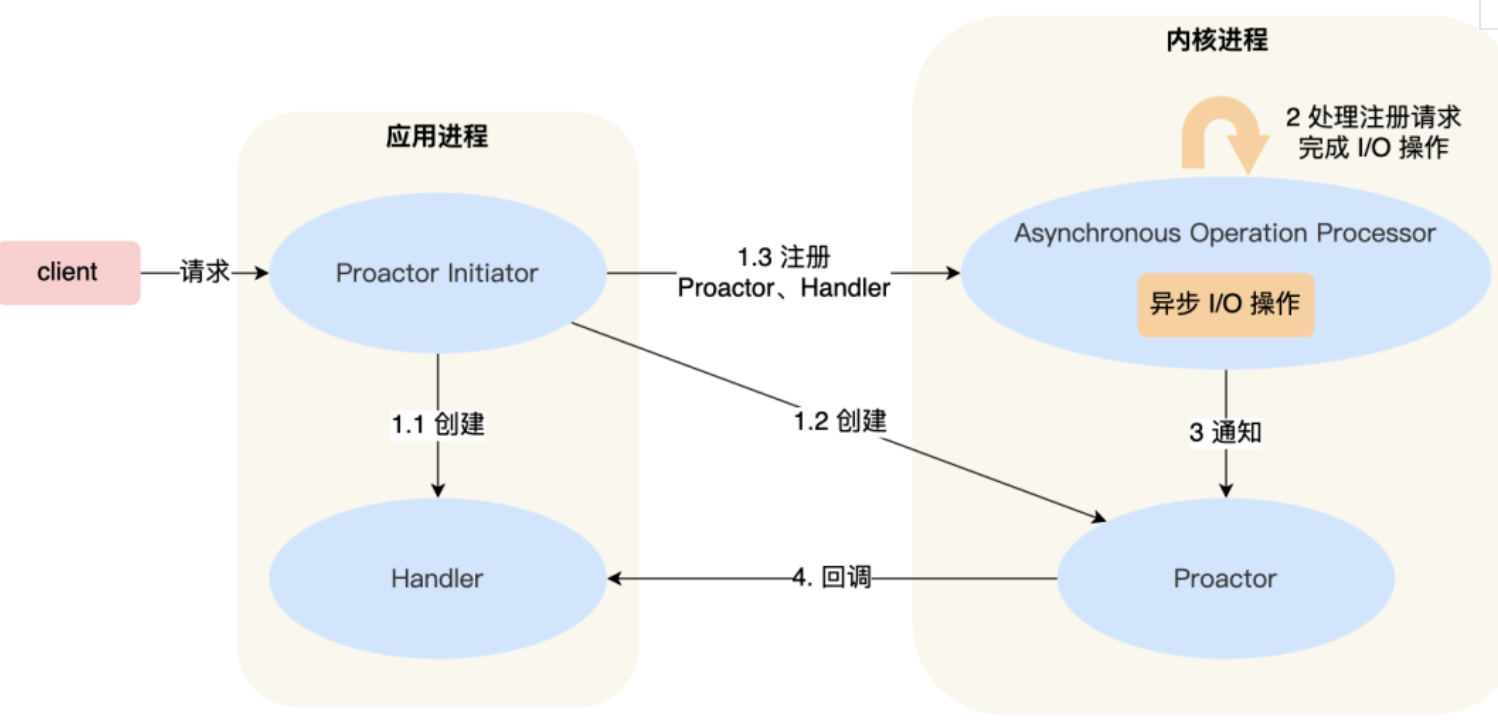 内核进程
2 处理注册请求
完成 I/O 操作
应用进程
Asynchronous Operation Processor
client
请求
Proactor Initiator
1.3 注册
Proactor、Handler
异步 I/O 操作
1.1 创建
1.2 创建
3 通知
Handler
4. 回调
Proactor